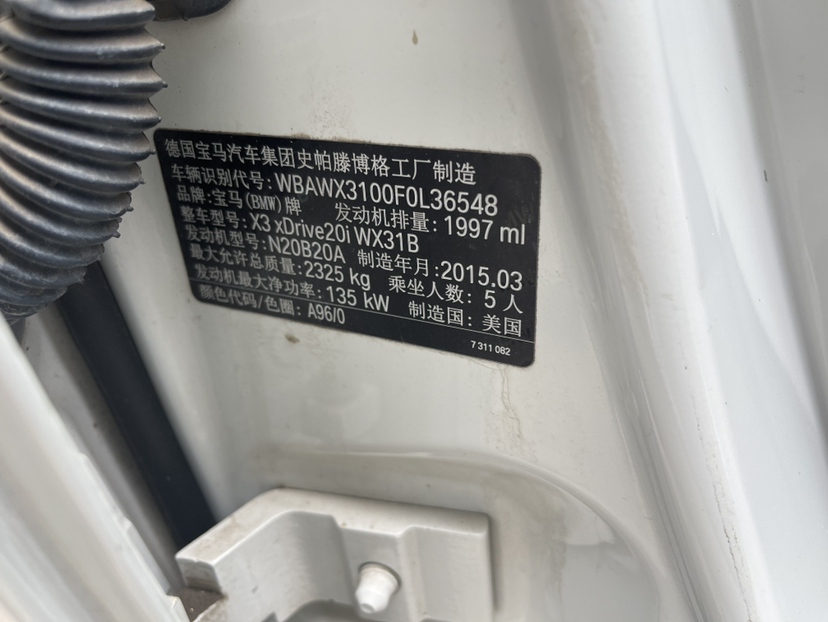 德国宝马汽车集团史帕滕博格工厂制造
车辆识别代号: WBAWX3100F0L36548
品牌: 宝马(BMW)牌 发动机排量: 1997 ml
整车型号: X3 xDrive20i WX31B
发动机型号: N20B20A 制造年月: 2015.03
最大允许总质量: 2325 kg 乘坐人数: 5 人
发动机最大净功率: 135 kW 制造国: 美国
颜色代码/色圈: A96/0
7 311 082